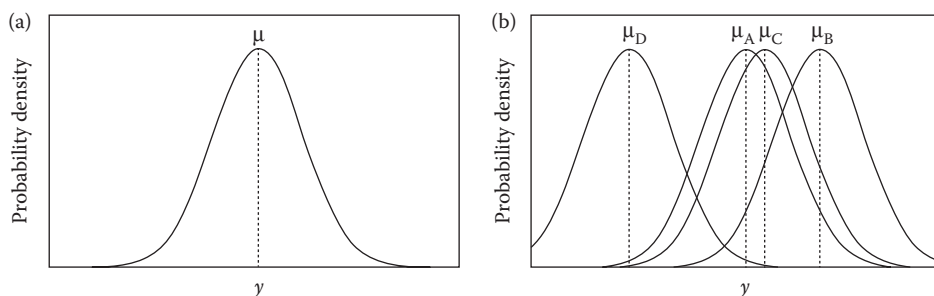 (a)
μ
Probability density
y
(b)
μD μA μC μB
Probability density
y